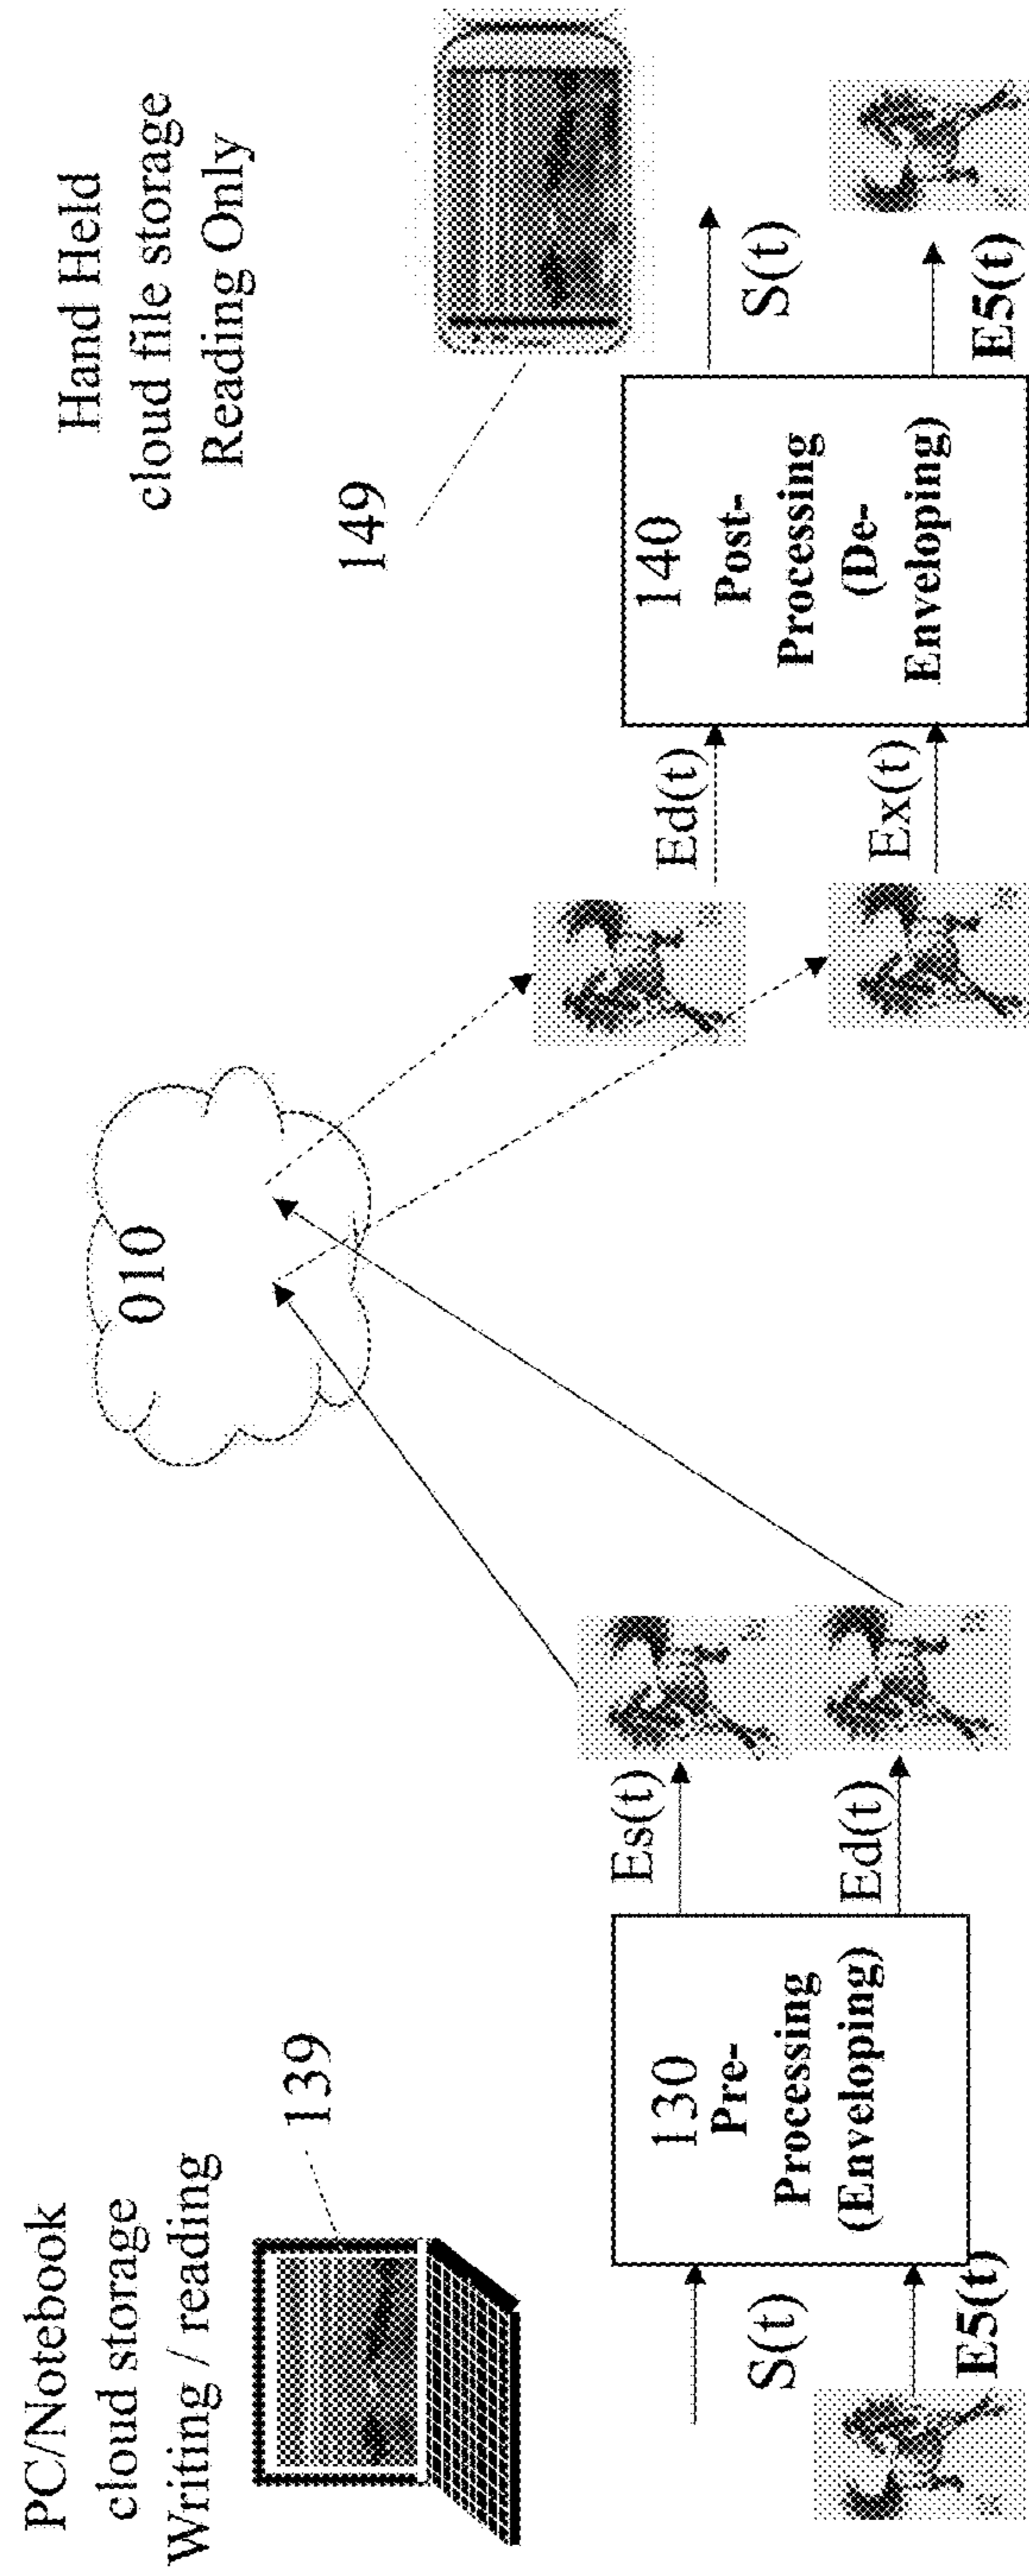 PC/Notebook
cloud storage
Writing / reading
139
S(t)
E5(t)
130
Pre-
Processing
(Enveloping)
Es(t)
Ed(t)
010
Ed(t)
Ex(t)
Hand Held
cloud file storage
Reading Only
149
140
Post-
Processing
(De-
Enveloping)
S(t)
E5(t)